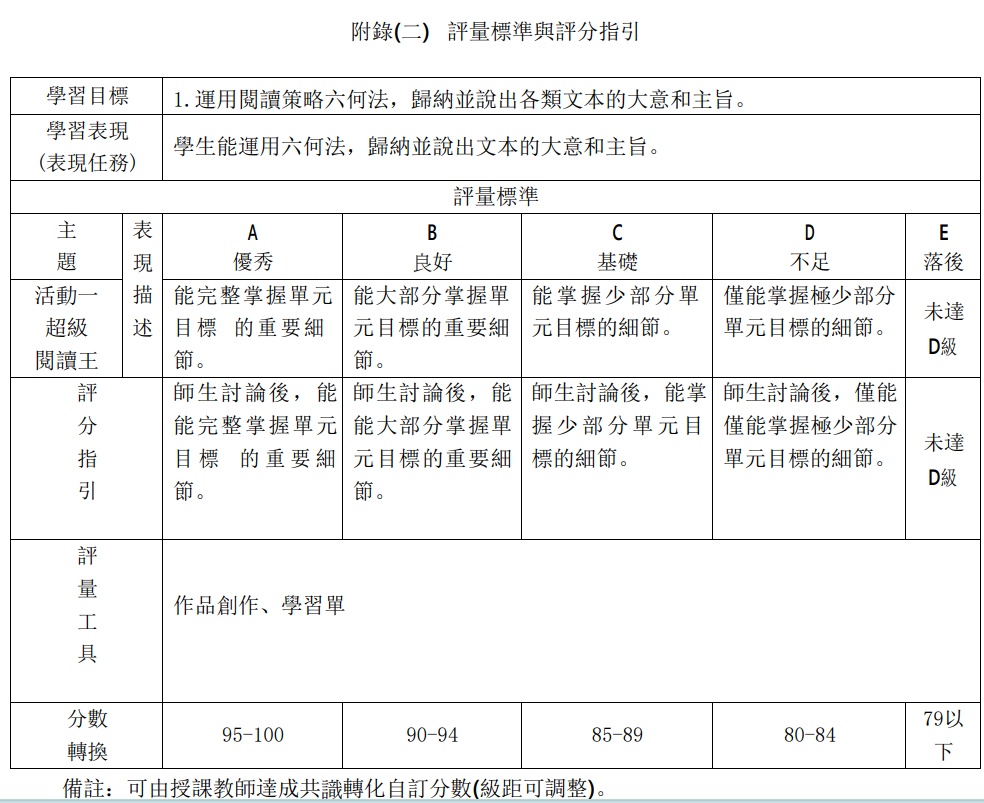 附錄(二) 評量標準與評分指引
學習目標
1.運用閱讀策略六何法，歸納並說出各類文本的大意和主旨。
學習表現
(表現任務)
學生能運用六何法，歸納並說出文本的大意和主旨。
評量標準
主
題
表
現
描
述
A
優秀
B
良好
C
基礎
D
不足
E
落後
活動一
超級
閱讀王
能完整掌握單元
目標 的重要細
節。
能大部分掌握單
元目標的重要細
節。
能掌握少部分單
元目標的細節。
僅能掌握極少部分
單元目標的細節。
未達
D級
評
分
指
引
師生討論後，能
能完整掌握單元
目標 的重要細
節。
師生討論後，能
能大部分掌握單
元目標的重要細
節。
師生討論後，能掌
握少部分單元目
標的細節。
師生討論後，僅能
僅能掌握極少部分
單元目標的細節。
未達
D級
評
量
工
具
作品創作、學習單
分數
轉換
95-100
90-94
85-89
80-84
79以
下
備註：可由授課教師達成共識轉化自訂分數(級距可調整)。